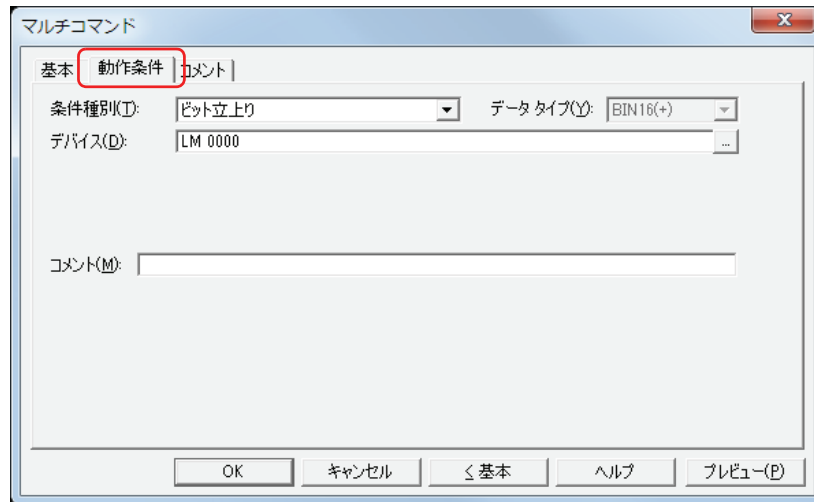 マルチコマンド
基本 動作条件 コメント
条件種別(T): ビット立上り データ タイプ(Y): BIN16(+)
デバイス(D): LM 0000 ...
コメント(M):
OK キャンセル < 基本 ヘルプ プレビュー(P)